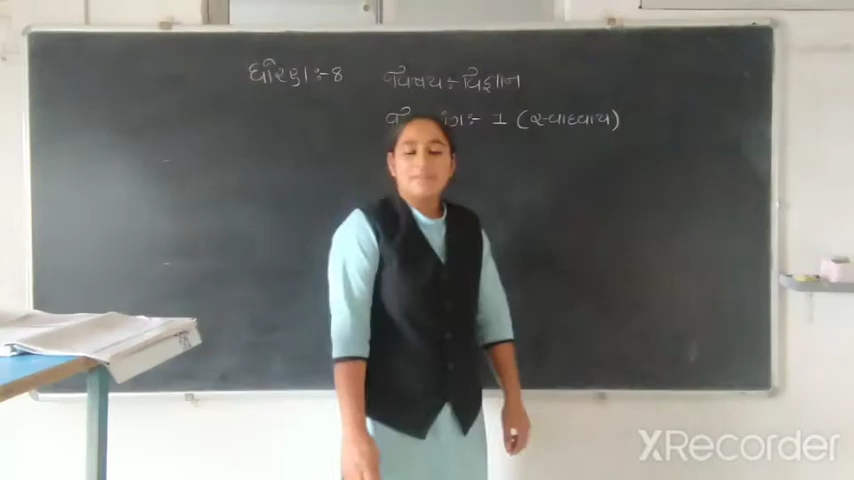 ધોરણ :- 8
વિષય :- વિજ્ઞાન
:- 1 (સ્વાધ્યાય)
XRecorder